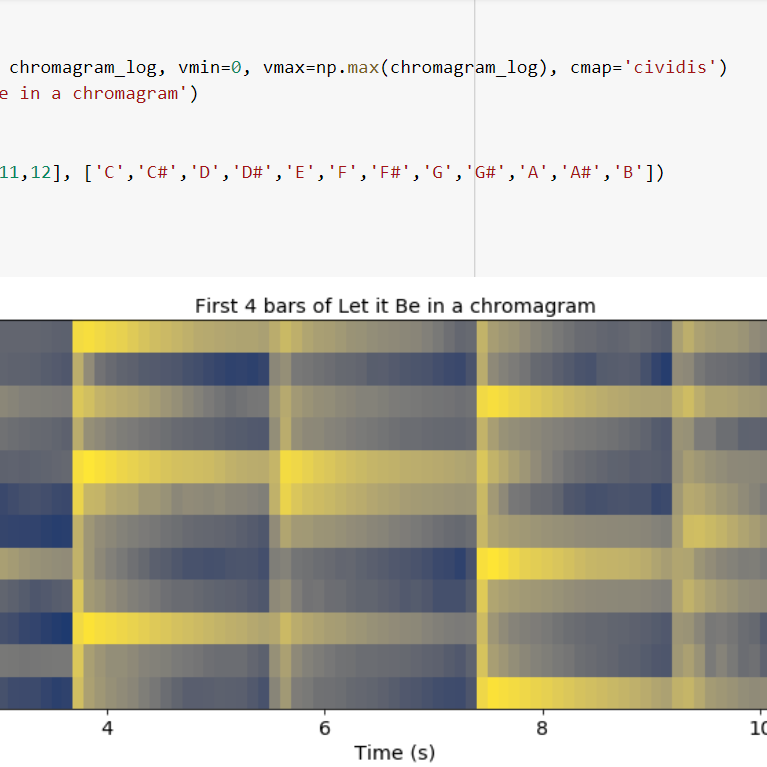 chromagram_log, vmin=0, vmax=np.max(chromagram_log), cmap='cividis')
e in a chromagram')
11,12], ['C','C#','D','D#','E','F','F#','G','G#','A','A#','B'])
First 4 bars of Let it Be in a chromagram
4 6 8 10
Time (s)